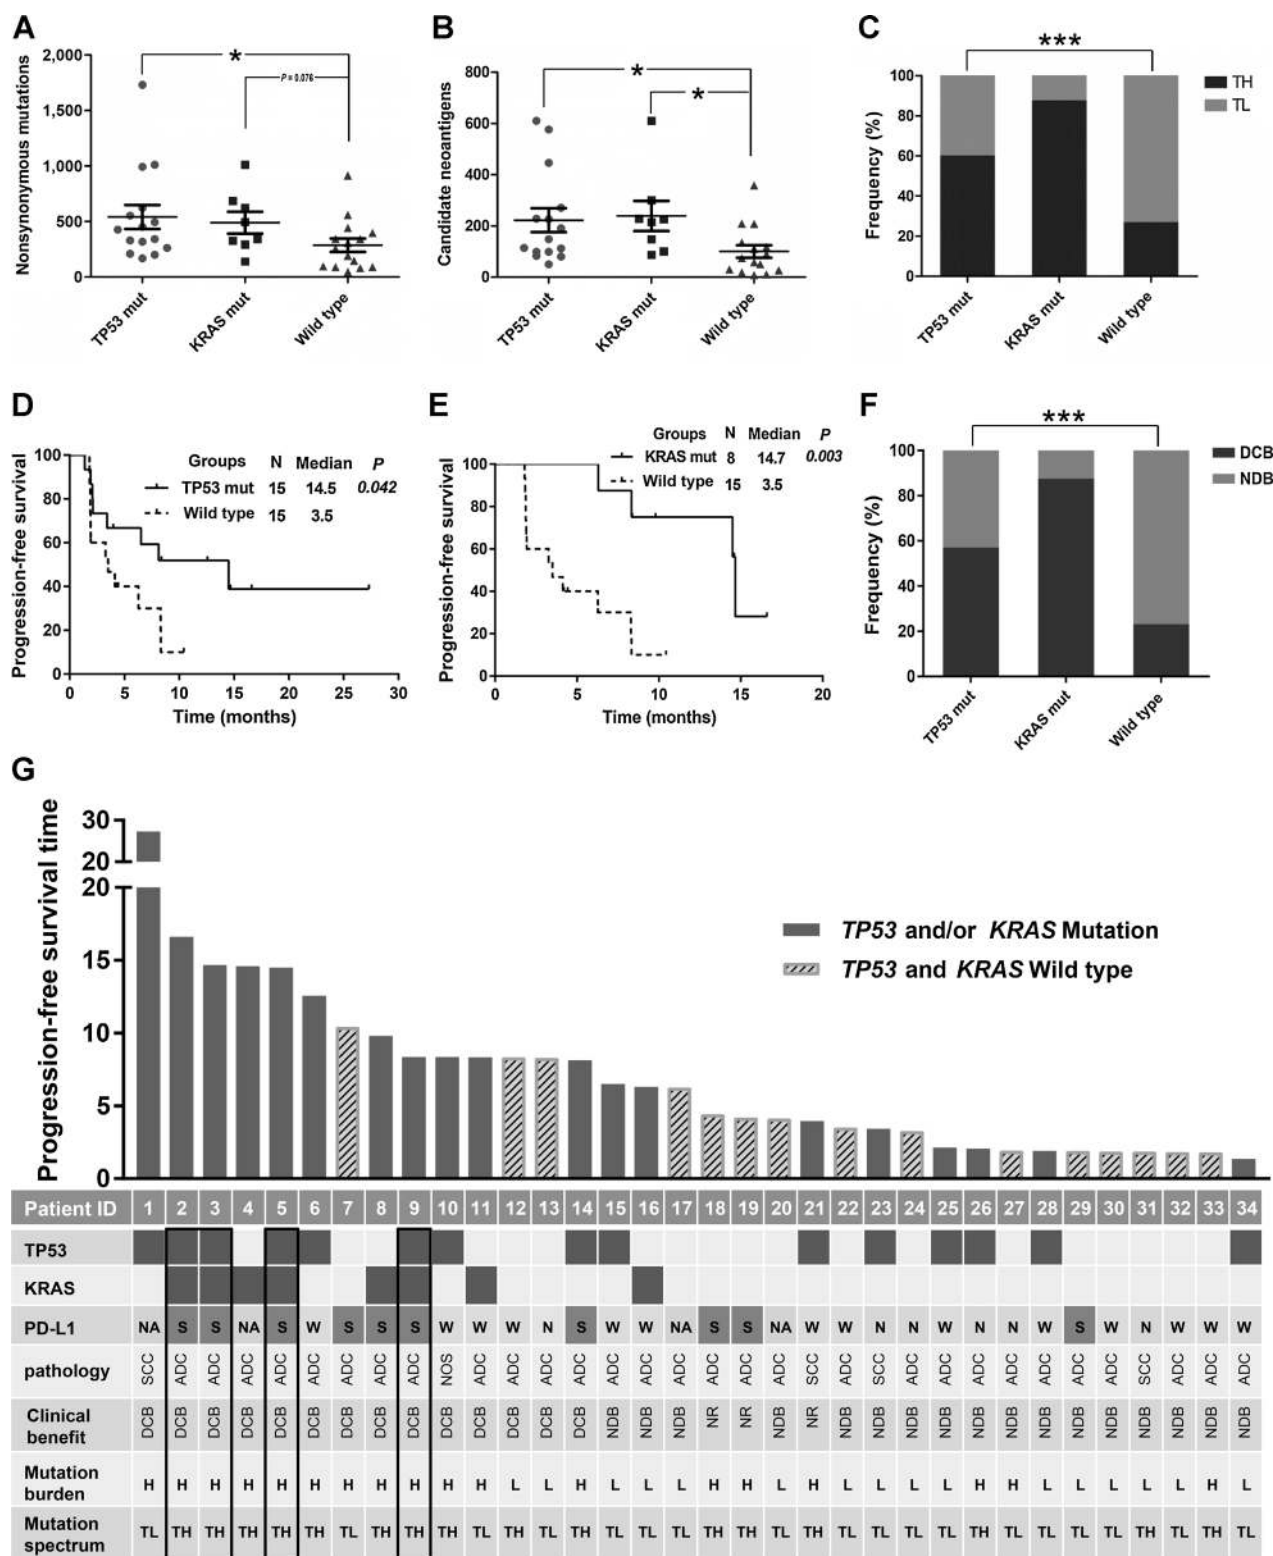 A
Nonsynonymous mutations
2,000
1,500
1,000
500
0
*
P = 0.076
TP53 mut
KRAS mut
Wild type
B
Candidate neoantigens
800
600
400
200
0
*
*
TP53 mut
KRAS mut
Wild type
C
Frequency (%)
100
80
60
40
20
0
***
TH
TL
TP53 mut
KRAS mut
Wild type
D
Progression-free survival
100
80
60
40
20
0
Groups N Median P
TP53 mut 15 14.5 0.042
Wild type 15 3.5
0 5 10 15 20 25 30
Time (months)
E
Progression-free survival
100
80
60
40
20
0
Groups N Median P
KRAS mut 8 14.7 0.003
Wild type 15 3.5
0 5 10 15 20
Time (months)
F
Frequency (%)
100
80
60
40
20
0
***
DCB
NDB
TP53 mut
KRAS mut
Wild type
G
Progression-free survival time
30
20
20
15
10
5
0
TP53 and/or KRAS Mutation
TP53 and KRAS Wild type
Patient ID 1 2 3 4 5 6 7 8 9 10 11 12 13 14 15 16 17 18 19 20 21 22 23 24 25 26 27 28 29 30 31 32 33 34
TP53
KRAS
PD-L1 NA S S NA S W S S S W W W N S W W NA S S NA W W N N W N N W S W N W W W
pathology SCC ADC ADC ADC ADC ADC ADC ADC ADC NOS ADC ADC ADC ADC ADC ADC ADC ADC ADC ADC SCC ADC SCC ADC ADC ADC ADC ADC ADC ADC SCC ADC ADC ADC
Clinical benefit DCB DCB DCB DCB DCB DCB DCB DCB DCB DCB DCB DCB DCB DCB NDB NDB NDB NR NR NDB NR NDB NDB NDB NDB NDB NDB NDB NDB NDB NDB NDB NDB NDB
Mutation burden H H H H H H H H H H H L L H L L L H H L H L L L L H H L L L L L H L
Mutation spectrum TL TH TH TH TH TH TL TH TH TH TL TH TL TH TL TL TL TH TH TL TH TL TL TL TL TH TL TL TL TL TH TL TH TL